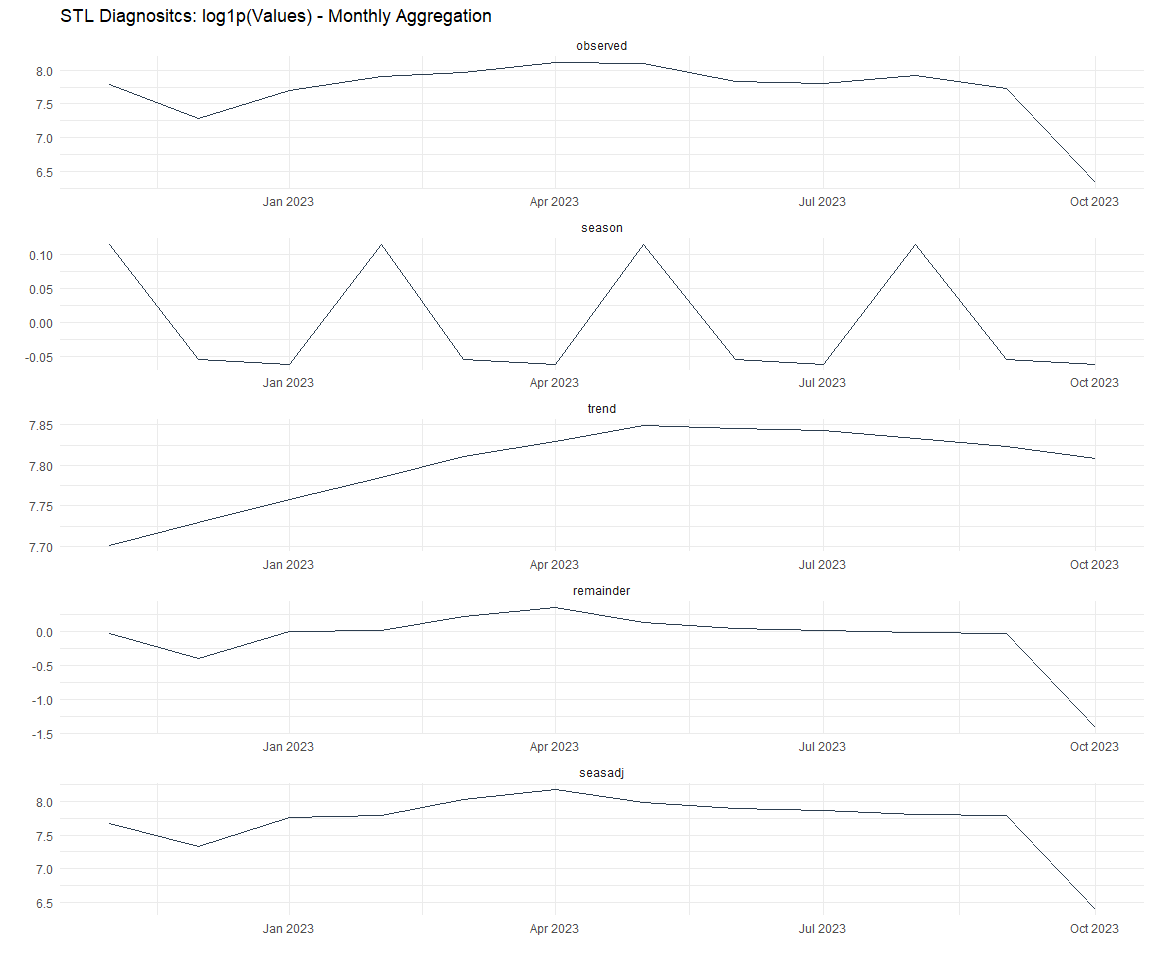 STL Diagnositcs: log1p(Values) - Monthly Aggregation
observed
8.0
7.5
7.0
6.5
Jan 2023 Apr 2023 Jul 2023 Oct 2023
season
0.10
0.05
0.00
-0.05
Jan 2023 Apr 2023 Jul 2023 Oct 2023
trend
7.85
7.80
7.75
7.70
Jan 2023 Apr 2023 Jul 2023 Oct 2023
remainder
0.0
-0.5
-1.0
-1.5
Jan 2023 Apr 2023 Jul 2023 Oct 2023
seasadj
8.0
7.5
7.0
6.5
Jan 2023 Apr 2023 Jul 2023 Oct 2023